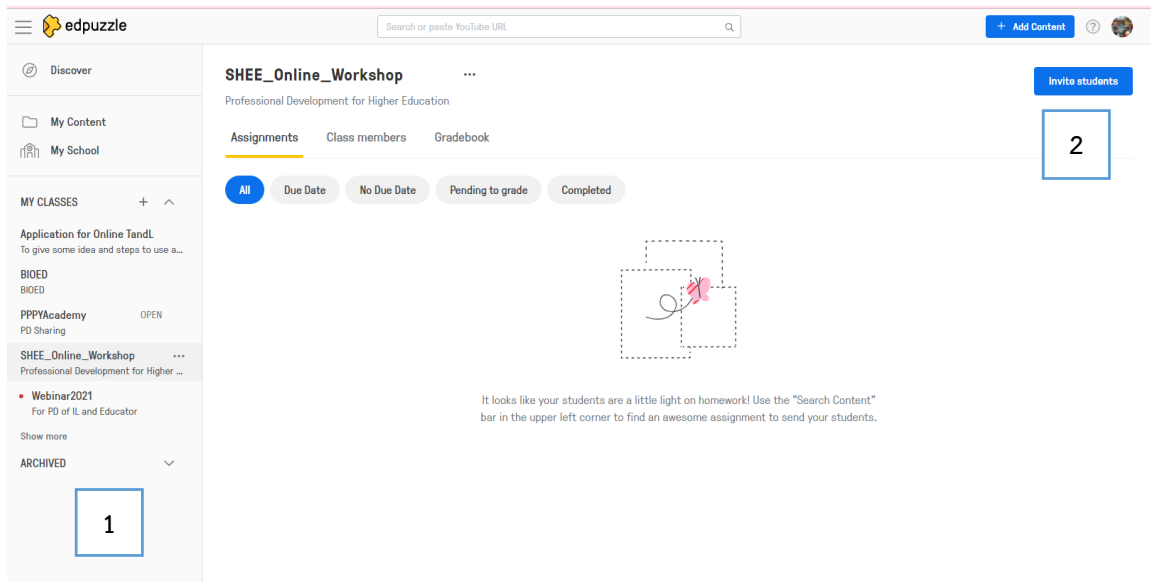 edpuzzle
Search or paste YouTube URL
+ Add Content
?
Discover
My Content
My School
MY CLASSES +
Application for Online TandL
To give some idea and steps to use a...
BIOED
BIOED
PPPYAcademy OPEN
PD Sharing
SHEE_Online_Workshop ...
Professional Development for Higher ...
Webinar2021
For PD of IL and Educator
Show more
ARCHIVED
1
SHEE_Online_Workshop ...
Professional Development for Higher Education
Invite students
2
Assignments Class members Gradebook
All Due Date No Due Date Pending to grade Completed
It looks like your students are a little light on homework! Use the "Search Content"
bar in the upper left corner to find an awesome assignment to send your students.